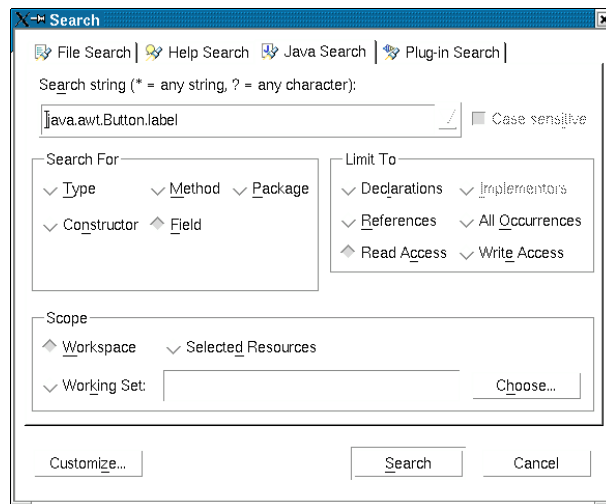 Search
File Search Help Search Java Search Plug-in Search
Search string (* = any string, ? = any character):
java.awt.Button.label Case sensitive
Search For Limit To
Type Method Package Declarations Implementors
Constructor Field References All Occurrences
Read Access Write Access
Scope
Workspace Selected Resources
Working Set: Choose...
Customize... Search Cancel